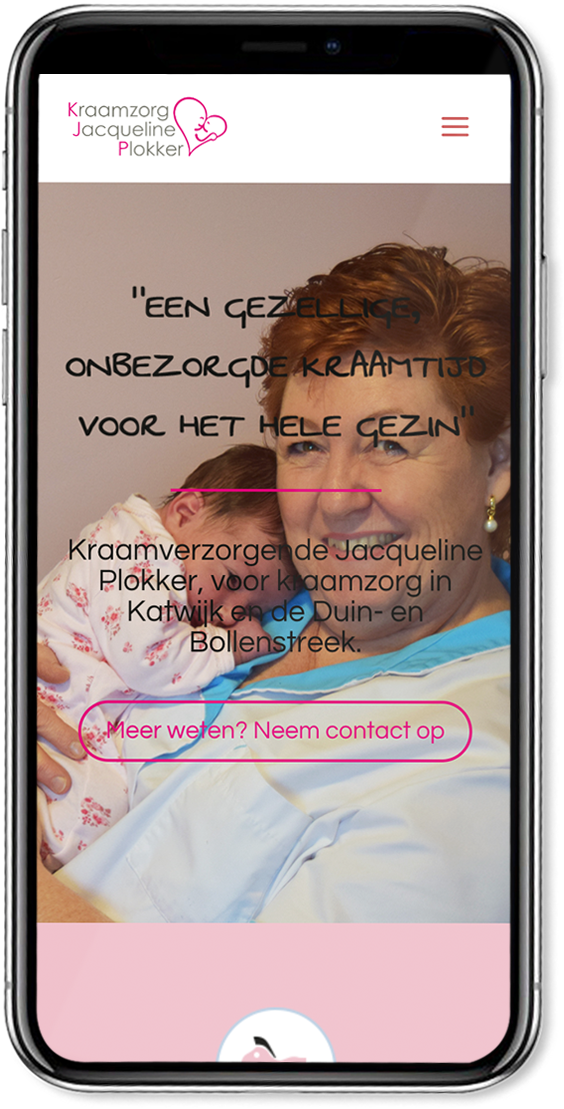 Kraamzorg
Jacqueline
Plokker
"EEN GEZELLIGE,
ONBEZORGDE KRAAMTIJD
VOOR HET HELE GEZIN"
Kraamverzorgende Jacqueline
Plokker, voor kraamzorg in
Katwijk en de Duin- en
Bollenstreek.
Meer weten? Neem contact op